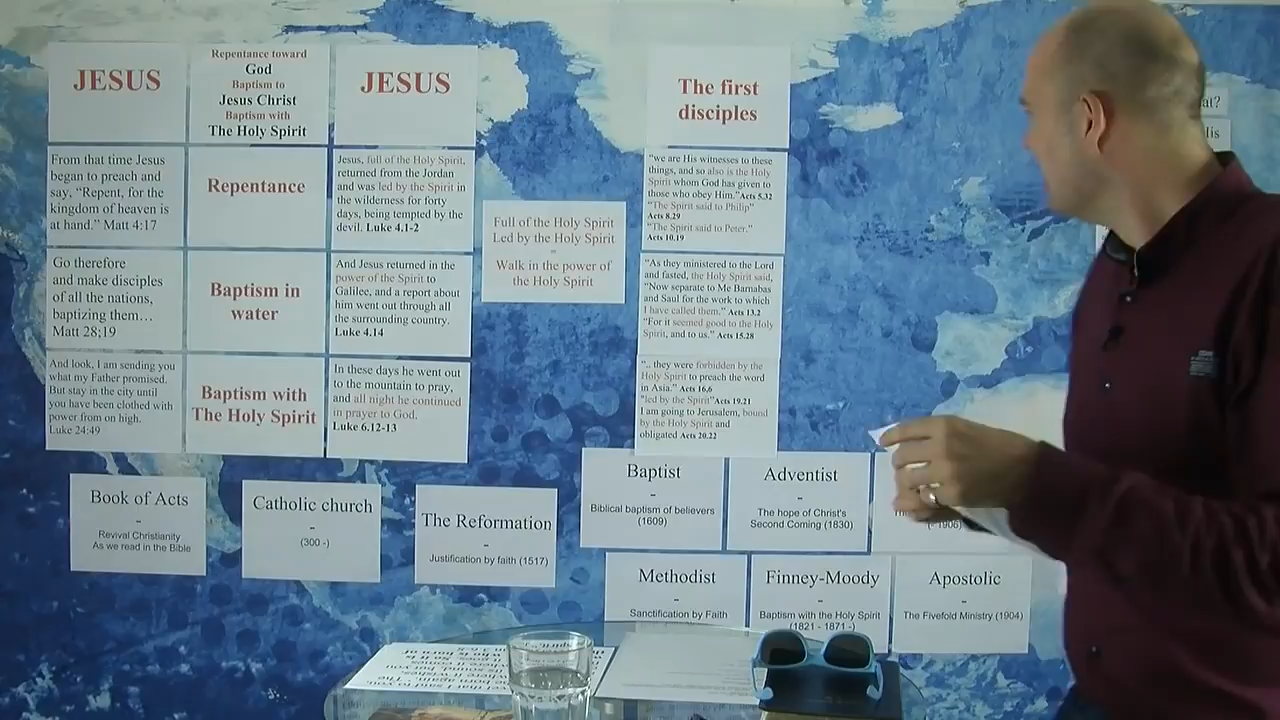 JESUS
Repentance toward
God
Baptism to
Jesus Christ
Baptism with
The Holy Spirit
JESUS
The first
disciples
at?
His
From that time Jesus
began to preach and
say, “Repent, for the
kingdom of heaven is
at hand.” Matt 4:17
Repentance
Jesus, full of the Holy Spirit,
returned from the Jordan
and was led by the Spirit in
the wilderness for forty
days, being tempted by the
devil. Luke 4.1-2
Full of the Holy Spirit
Led by the Holy Spirit
-
Walk in the power of
the Holy Spirit
“we are His witnesses to these
things, and so also is the Holy
Spirit whom God has given to
those who obey Him.”Acts 5.32
“The Spirit said to Philip”
Acts 8.29
“The Spirit said to Peter.”
Acts 10.19
Go therefore
and make disciples
of all the nations,
baptizing them…
Matt 28;19
Baptism in
water
And Jesus returned in the
power of the Spirit to
Galilee, and a report about
him went out through all
the surrounding country.
Luke 4.14
“As they ministered to the Lord
and fasted, the Holy Spirit said,
“Now separate to Me Barnabas
and Saul for the work to which
I have called them.” Acts 13.2
“For it seemed good to the Holy
Spirit, and to us.” Acts 15.28
And look, I am sending you
what my Father promised.
But stay in the city until
you have been clothed with
power from on high.
Luke 24:49
Baptism with
The Holy Spirit
In these days he went out
to the mountain to pray,
and all night he continued
in prayer to God.
Luke 6.12-13
“.. they were forbidden by the
Holy Spirit to preach the word
in Asia.” Acts 16,6
“led by the Spirit”Acts 19.21
I am going to Jerusalem, bound
by the Holy Spirit and
obligated Acts 20.22
Book of Acts
-
Revival Christianity
As we read in the Bible
Catholic church
-
(300 -)
The Reformation
-
Justification by faith (1517)
Baptist
-
Biblical baptism of believers
(1609)
Adventist
-
The hope of Christ's
Second Coming (1830)
1906)
Methodist
-
Sanctification by Faith
Finney-Moody
-
Baptism with the Holy Spirit
(1821 - 1871 -)
Apostolic
-
The Fivefold Ministry (1904)